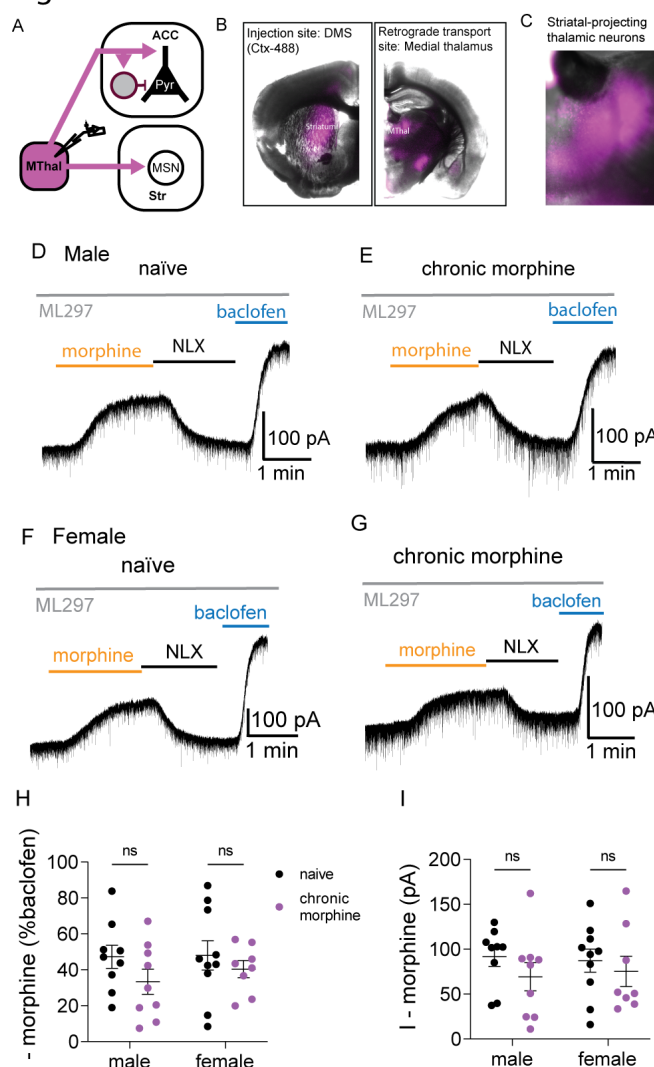 A
ACC
Pyr
MThal
MSN
Str
B
Injection site: DMS
(Ctx-488)
Striatum
Retrograde transport
site: Medial thalamus
MThal
C
Striatal-projecting
thalamic neurons
D Male
naïve
ML297
baclofen
morphine
NLX
100 pA
1 min
E
chronic morphine
ML297
baclofen
morphine
NLX
100 pA
1 min
F Female
naïve
ML297
baclofen
morphine
NLX
100 pA
1 min
G
chronic morphine
ML297
baclofen
morphine
NLX
100 pA
1 min
H
- morphine (%baclofen)
100
80
60
40
20
0
ns
ns
male
female
naive
chronic
morphine
I
I - morphine (pA)
200
150
100
50
0
ns
ns
male
female